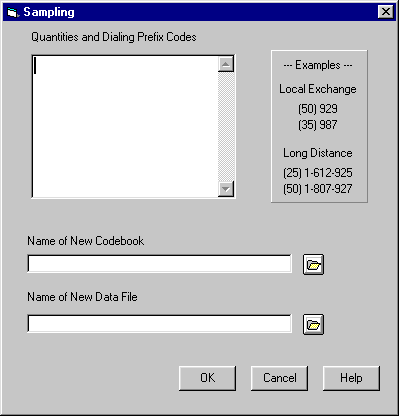 Sampling
Quantities and Dialing Prefix Codes
--- Examples ---
Local Exchange
(50) 929
(35) 987
Long Distance
(25) 1-612-925
(50) 1-807-927
Name of New Codebook
Name of New Data File
OK
Cancel
Help